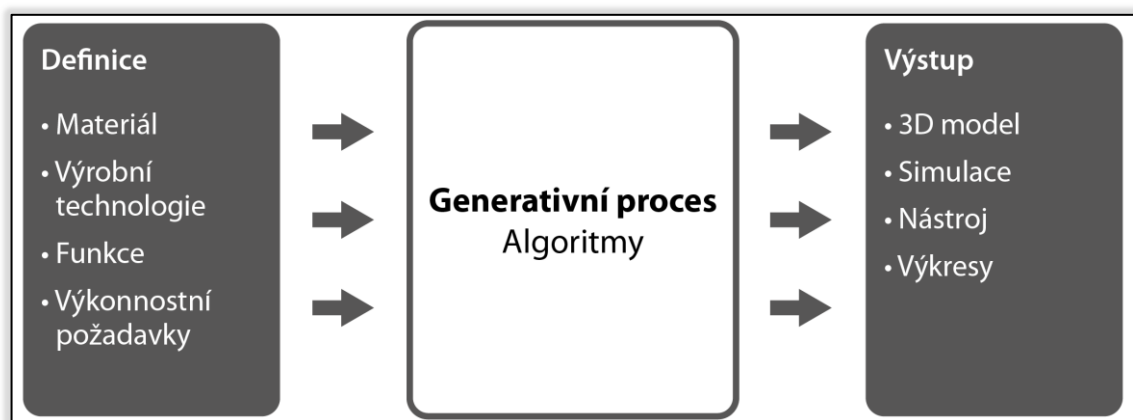 Definice
• Materiál
• Výrobní
technologie
• Funkce
• Výkonnostní
požadavky
Generativní proces
Algoritmy
Výstup
• 3D model
• Simulace
• Nástroj
• Výkresy